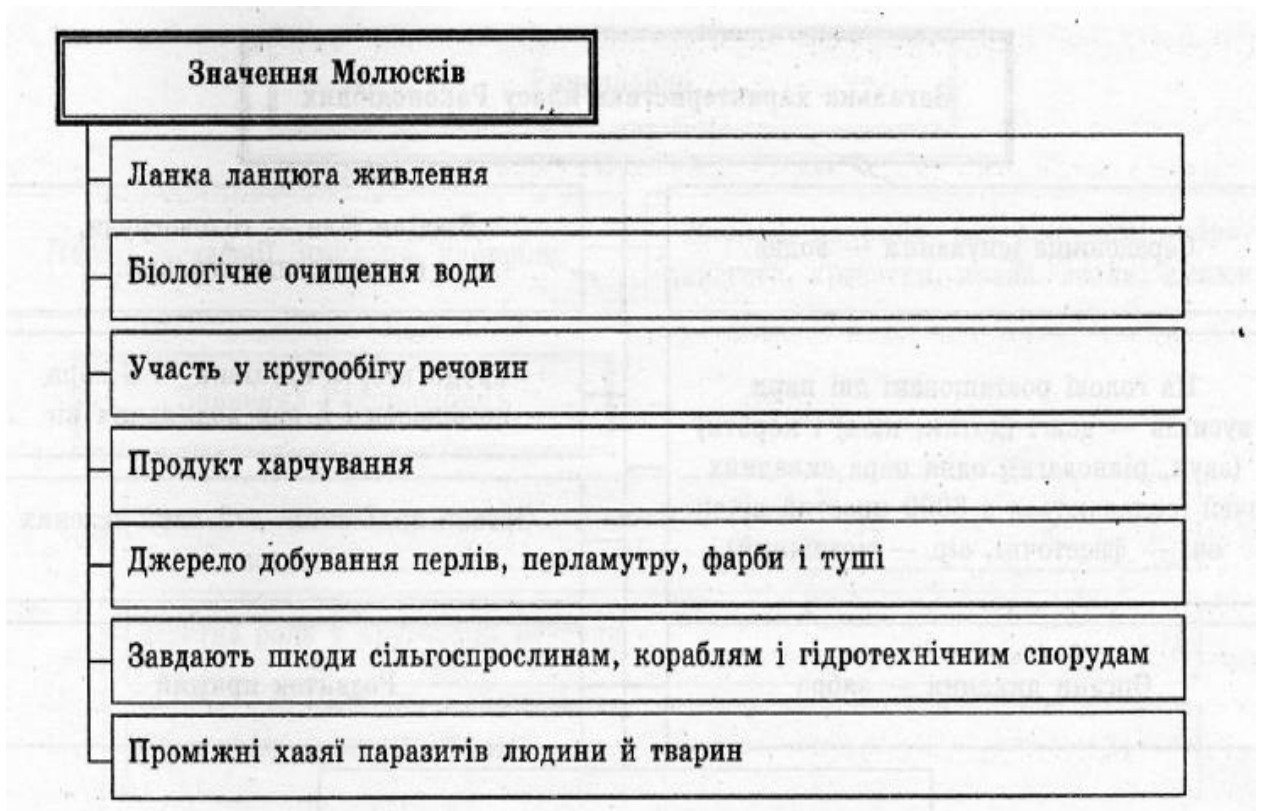 Значення Молюсків
Ланка ланцюга живлення
Біологічне очищення води
Участь у кругообігу речовин
Продукт харчування
Джерело добування перлів, перламутру, фарби і туші
Завдають шкоди сільгоспрослинам, кораблям і гідротехнічним спорудам
Проміжні хазяї паразитів людини й тварин